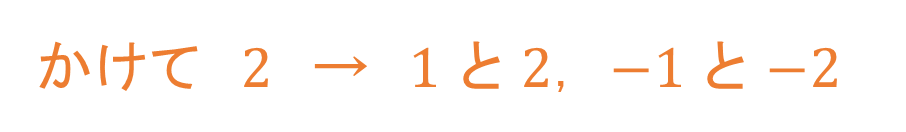 かけて 2 → 1 と 2, −1 と −2